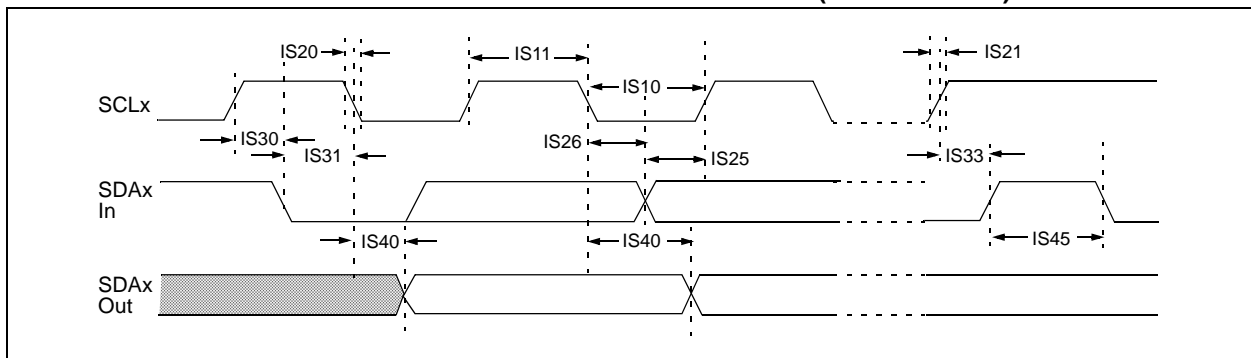 IS20
IS11
IS21
IS10
SCLx
IS30
IS26
IS31
IS25
IS33
SDAx
In
IS40
IS40
IS45
SDAx
Out